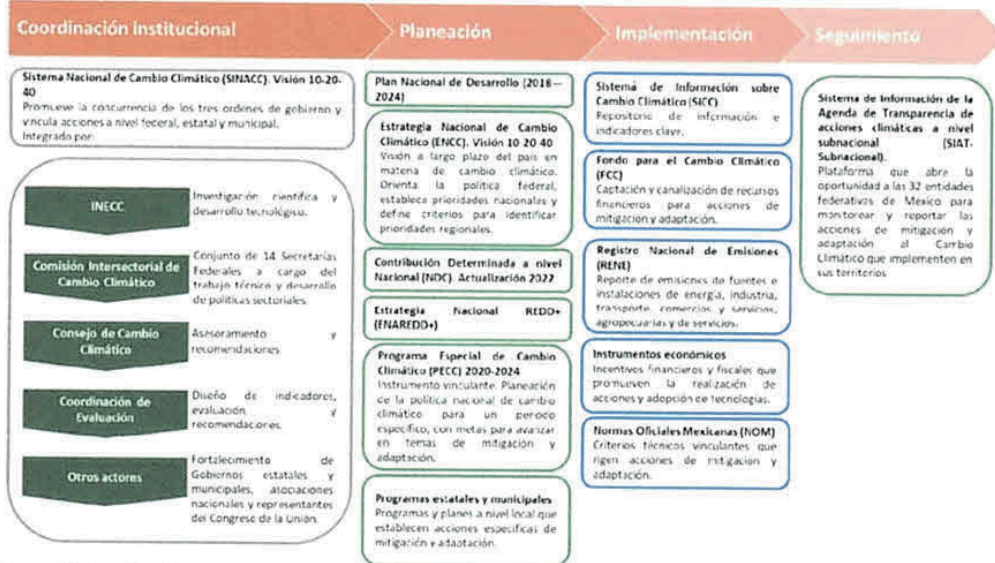 Coordinación institucional
Sistema Nacional de Cambio Climático (SINACC). Visión 10-20-
40
Promueve la concurrencia de los tres ordenes de gobierno y
vincula acciones a nivel federal, estatal y municipal.
Integrado por:
INECC
Investigación científica y
desarrollo tecnológico.
Comisión Intersectorial de
Cambio Climático
Conjunto de 14 Secretarías
Federales a cargo del
trabajo técnico y desarrollo
de políticas sectoriales.
Consejo de Cambio
Climático
Asesoramiento y
recomendaciones
Coordinación de
Evaluación
Diseño de indicadores,
evaluación y
recomendaciones
Otros actores
Fortalecimiento de
Gobiernos estatales y
municipales, asociaciones
nacionales y representantes
del Congreso de la Unión.
Planeación
Plan Nacional de Desarrollo (2018 –
2024)
Estrategia Nacional de Cambio
Climático (ENCC). Visión 10 20 40
Visión a largo plazo del país en
materia de cambio climático.
Orienta la política federal,
establece prioridades nacionales y
define criterios para identificar
prioridades regionales.
Contribución Determinada a nivel
Nacional (NDC). Actualización 2022
Estrategia Nacional REDD+
(ENAREDD+)
Programa Especial de Cambio
Climático (PECC) 2020-2024
Instrumento vinculante. Planeación
de la política nacional de cambio
climático para un periodo
específico, con metas para avanzar
en temas de mitigación y
adaptación.
Programas estatales y municipales
Programas y planes a nivel local que
establecen acciones específicas de
mitigación y adaptación.
Implementación
Sistema de Información sobre
Cambio Climático (SICC)
Repositorio de información e
indicadores clave.
Fondo para el Cambio Climático
(FCC)
Captación y canalización de recursos
financieros para acciones de
mitigación y adaptación.
Registro Nacional de Emisiones
(RENE)
Reporte de emisiones de fuentes e
instalaciones de energía, industria,
transporte, comercios y servicios,
agropecuarias y de servicios.
Instrumentos económicos
Incentivos financieros y fiscales que
promueven la realización de
acciones y adopción de tecnologías.
Normas Oficiales Mexicanas (NOM)
Criterios técnicos vinculantes que
rigen acciones de mitigación y
adaptación.
Seguimiento
Sistema de Información de la
Agenda de Transparencia de
acciones climáticas a nivel
subnacional (SIAT-
Subnacional).
Plataforma que abre la
oportunidad a las 32 entidades
federativas de Mexico para
monitorear y reportar las
acciones de mitigación y
adaptación al Cambio
Climático que implementen en
sus territorios